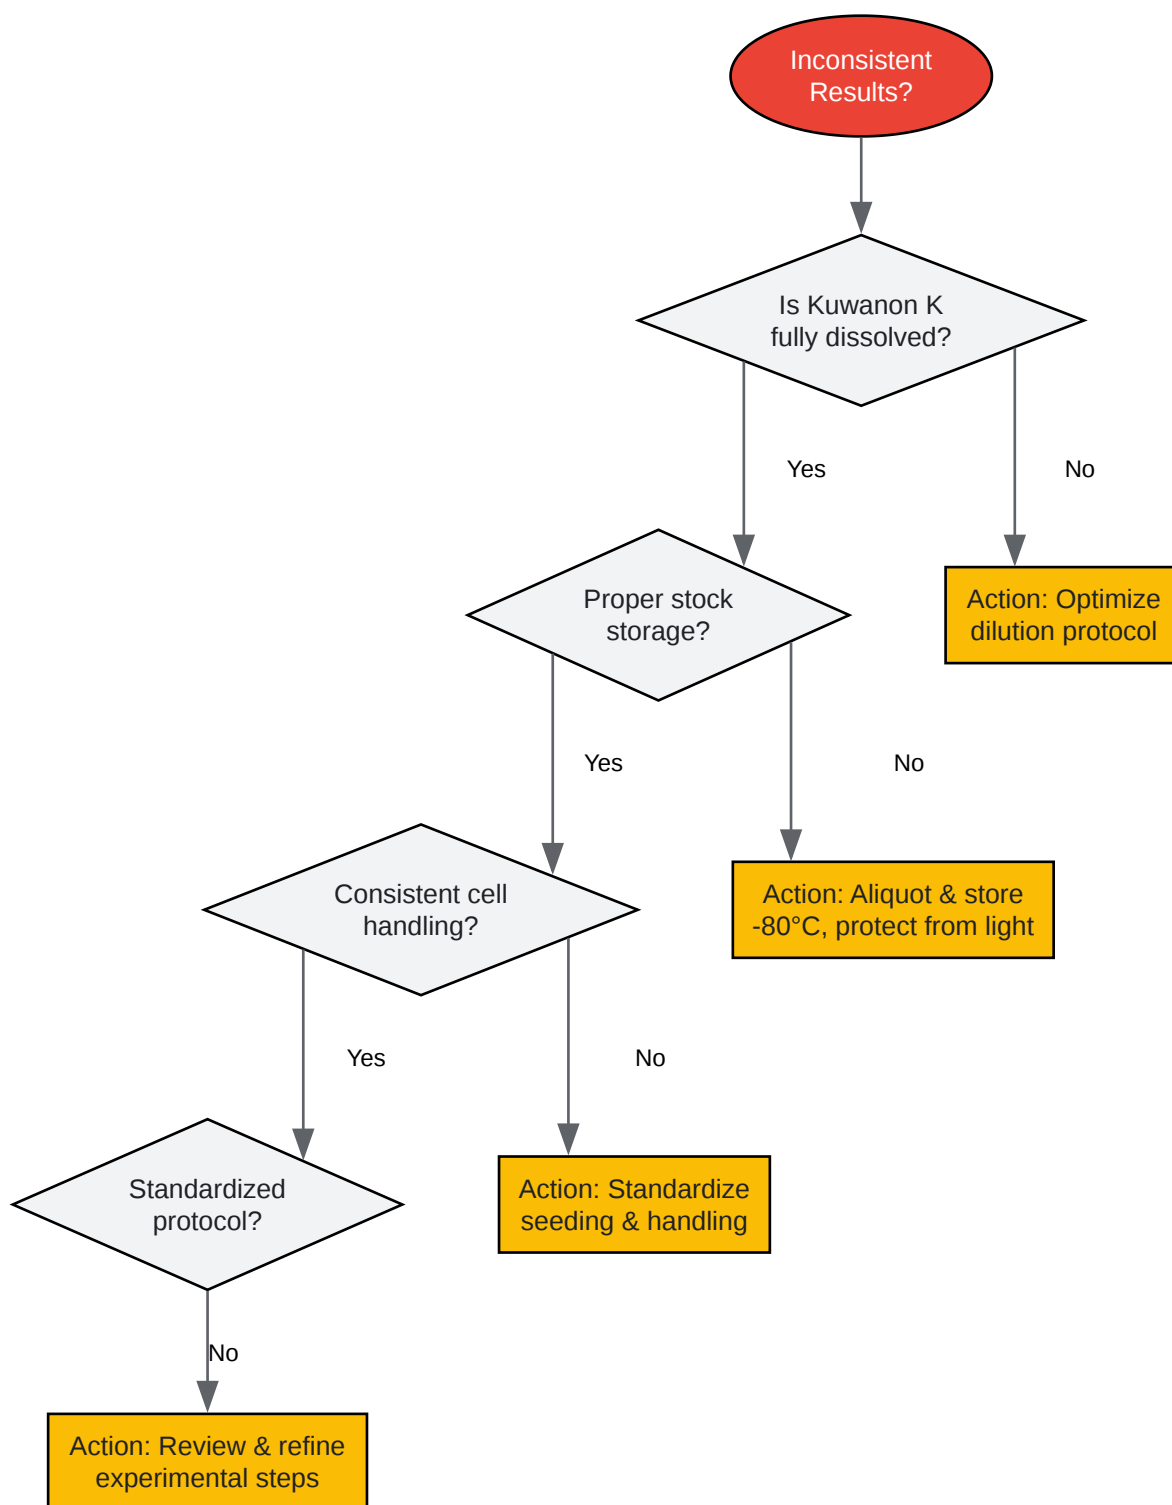 Inconsistent
Results?
Is Kuwanon K
fully dissolved?
Yes
No
Proper stock
storage?
Action: Optimize
dilution protocol
Yes
No
Consistent cell
handling?
Action: Aliquot & store
-80°C, protect from light
Yes
No
Standardized
protocol?
Action: Standardize
seeding & handling
No
Action: Review & refine
experimental steps